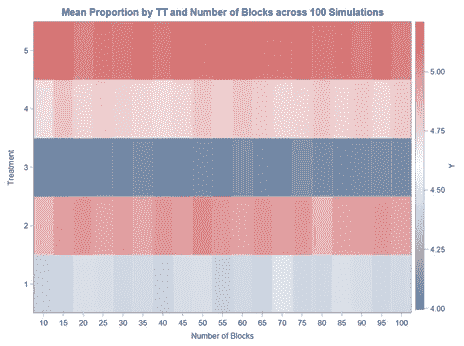 Mean Proportion by TT and Number of Blocks across 100 Simulations
5
4
3
2
1
Treatment
10 15 20 25 30 35 40 45 50 55 60 65 70 75 80 85 90 95 100
Number of Blocks
5.00
4.75
4.50
4.25
4.00
Y